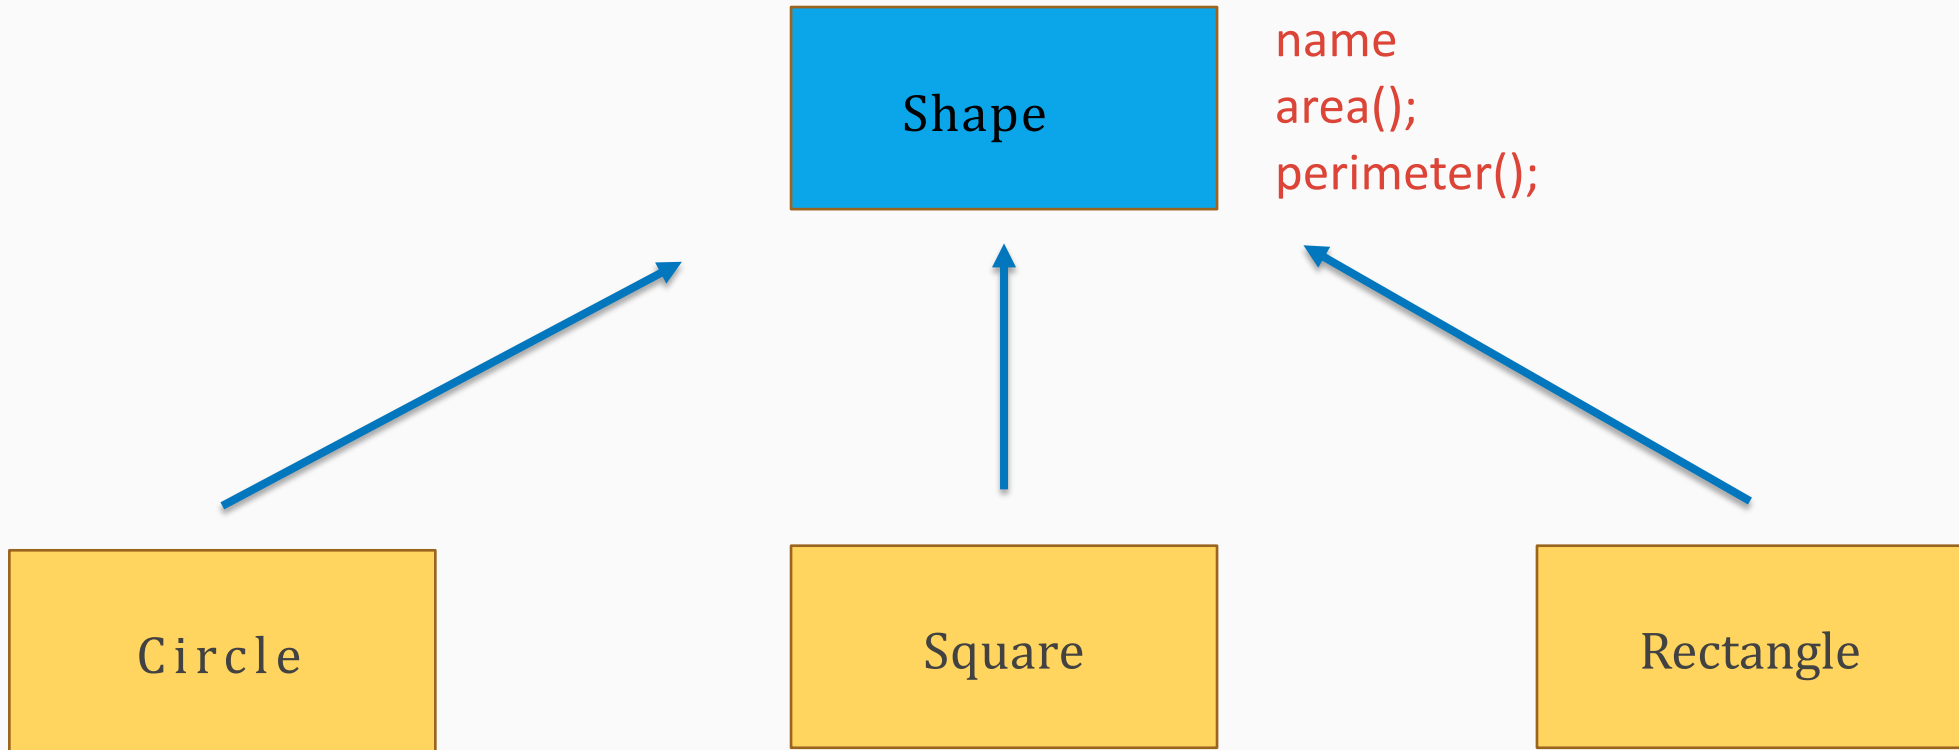 Shape
name
area();
perimeter();
Circle
Square
Rectangle